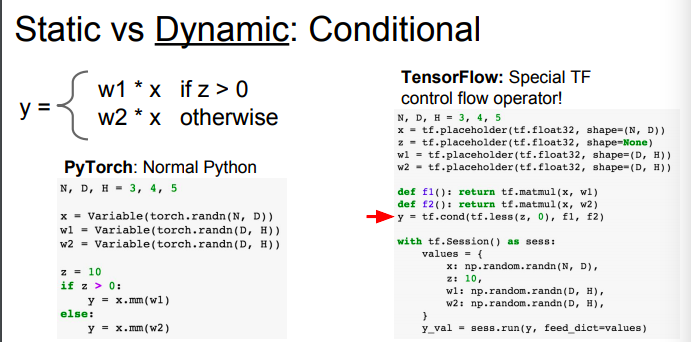 Static vs Dynamic: Conditional
y = { w1 * x if z > 0
w2 * x otherwise
PyTorch: Normal Python
N, D, H = 3, 4, 5
x = Variable(torch.randn(N, D))
w1 = Variable(torch.randn(D, H))
w2 = Variable(torch.randn(D, H))
z = 10
if z > 0:
    y = x.mm(w1)
else:
    y = x.mm(w2)
TensorFlow: Special TF
control flow operator!
N, D, H = 3, 4, 5
x = tf.placeholder(tf.float32, shape=(N, D))
z = tf.placeholder(tf.float32, shape=None)
w1 = tf.placeholder(tf.float32, shape=(D, H))
w2 = tf.placeholder(tf.float32, shape=(D, H))
def f1(): return tf.matmul(x, w1)
def f2(): return tf.matmul(x, w2)
y = tf.cond(tf.less(z, 0), f1, f2)
with tf.Session() as sess:
    values = {
        x: np.random.randn(N, D),
        z: 10,
        w1: np.random.randn(D, H),
        w2: np.random.randn(D, H),
    }
    y_val = sess.run(y, feed_dict=values)